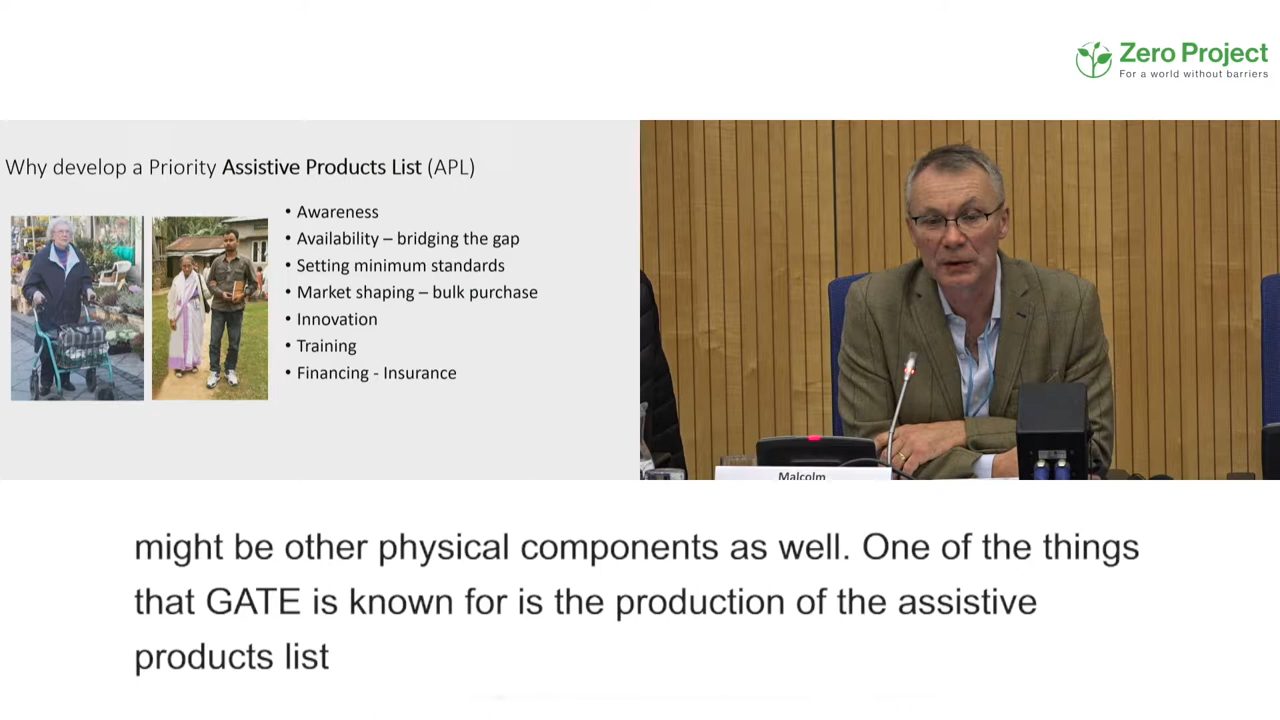 Zero Project
For a world without barriers
Why develop a Priority Assistive Products List (APL)
• Awareness
• Availability – bridging the gap
• Setting minimum standards
• Market shaping – bulk purchase
• Innovation
• Training
• Financing - Insurance
Malcolm
might be other physical components as well. One of the things
that GATE is known for is the production of the assistive
products list